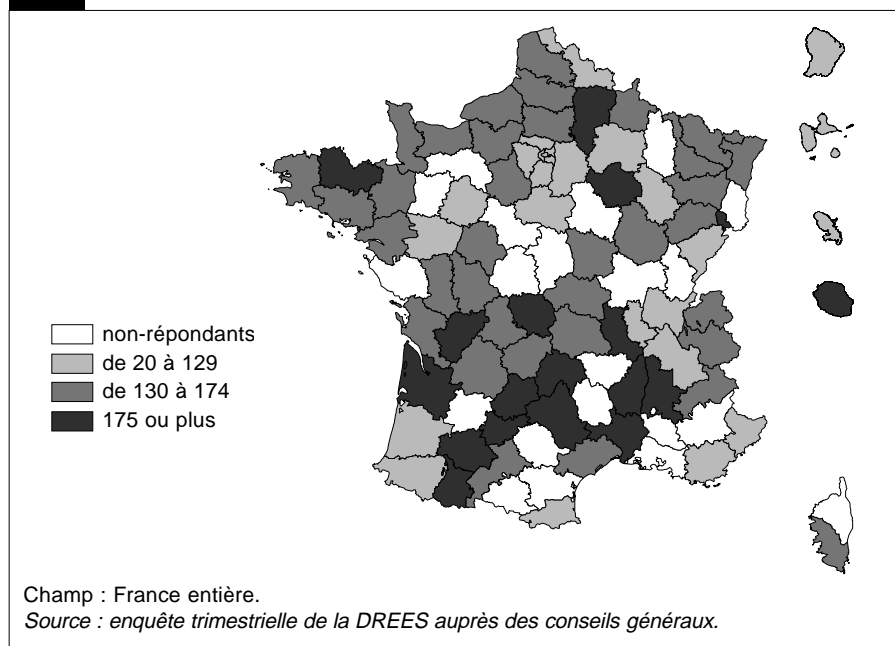 non-répondants
de 20 à 129
de 130 à 174
175 ou plus
Champ : France entière.
Source : enquête trimestrielle de la DREES auprès des conseils généraux.